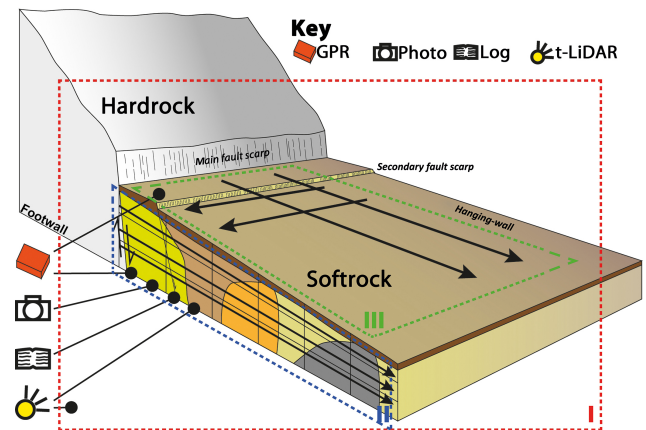 Key
GPR Photo Log t-LiDAR
Hardrock
Main fault scarp
Secondary fault scarp
Footwall
Hanging-wall
Softrock
III
II
I